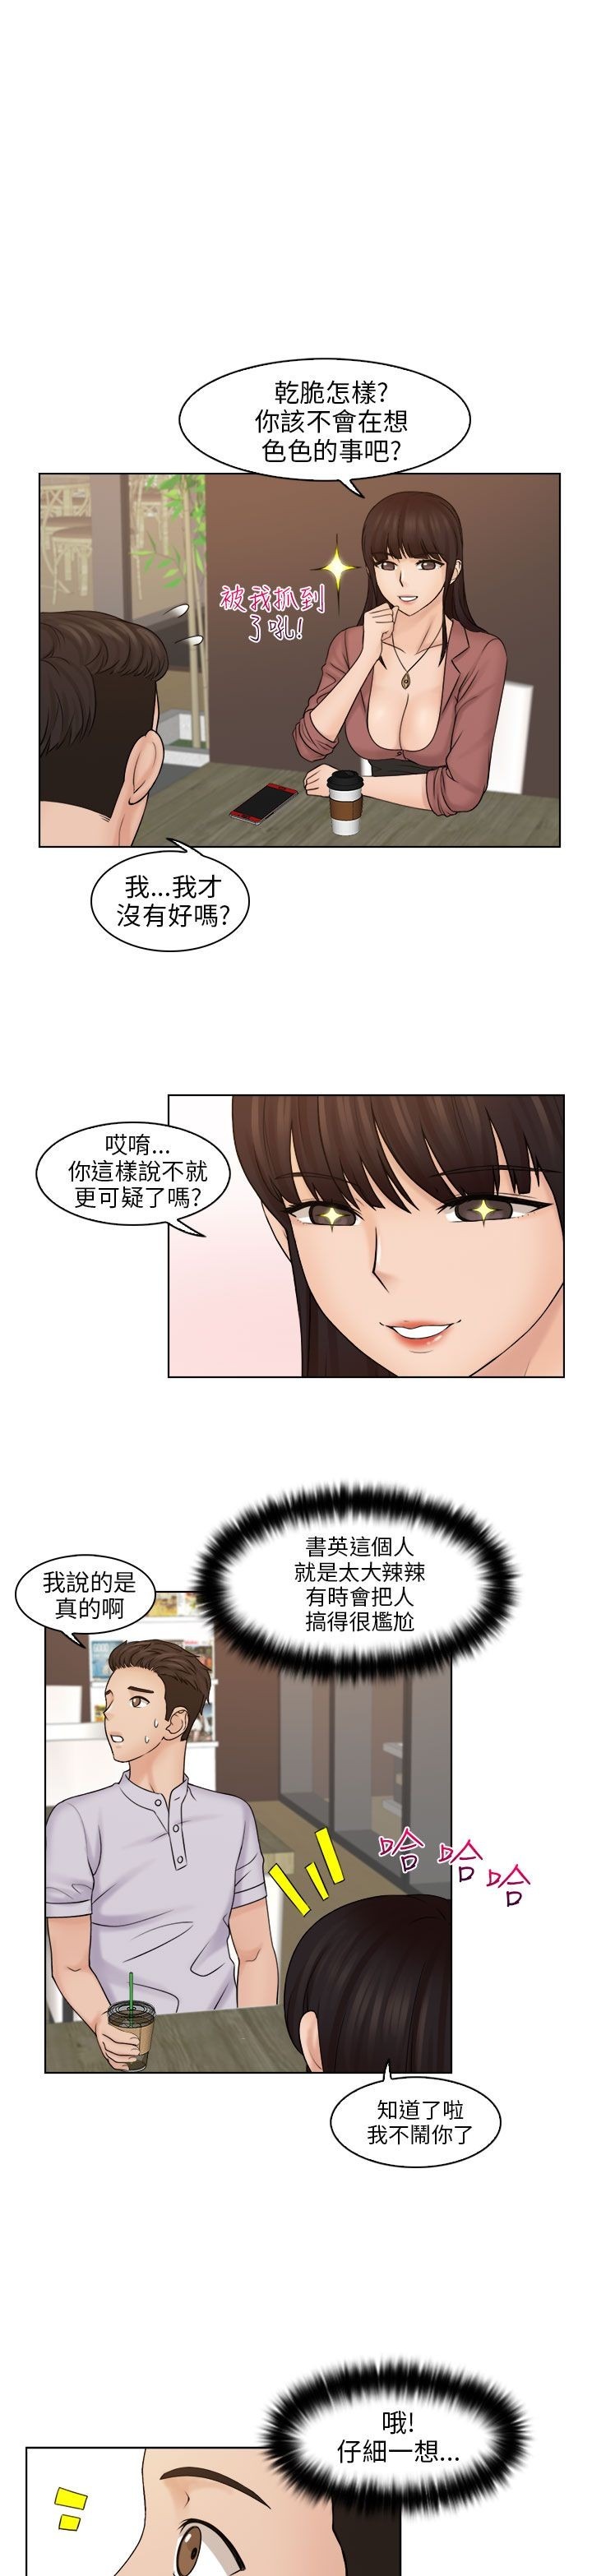 乾脆怎樣?
你該不會在想
色色的事吧?
被我抓到
了吼!
我...我才
沒有好嗎?
哎唷...
你這樣說不就
更可疑了嗎?
書英這個人
就是太大辣辣
有時會把人
搞得很尷尬
我說的是
真的啊
哈 哈 哈
知道了啦
我不鬧你了
哦!
仔細一想...